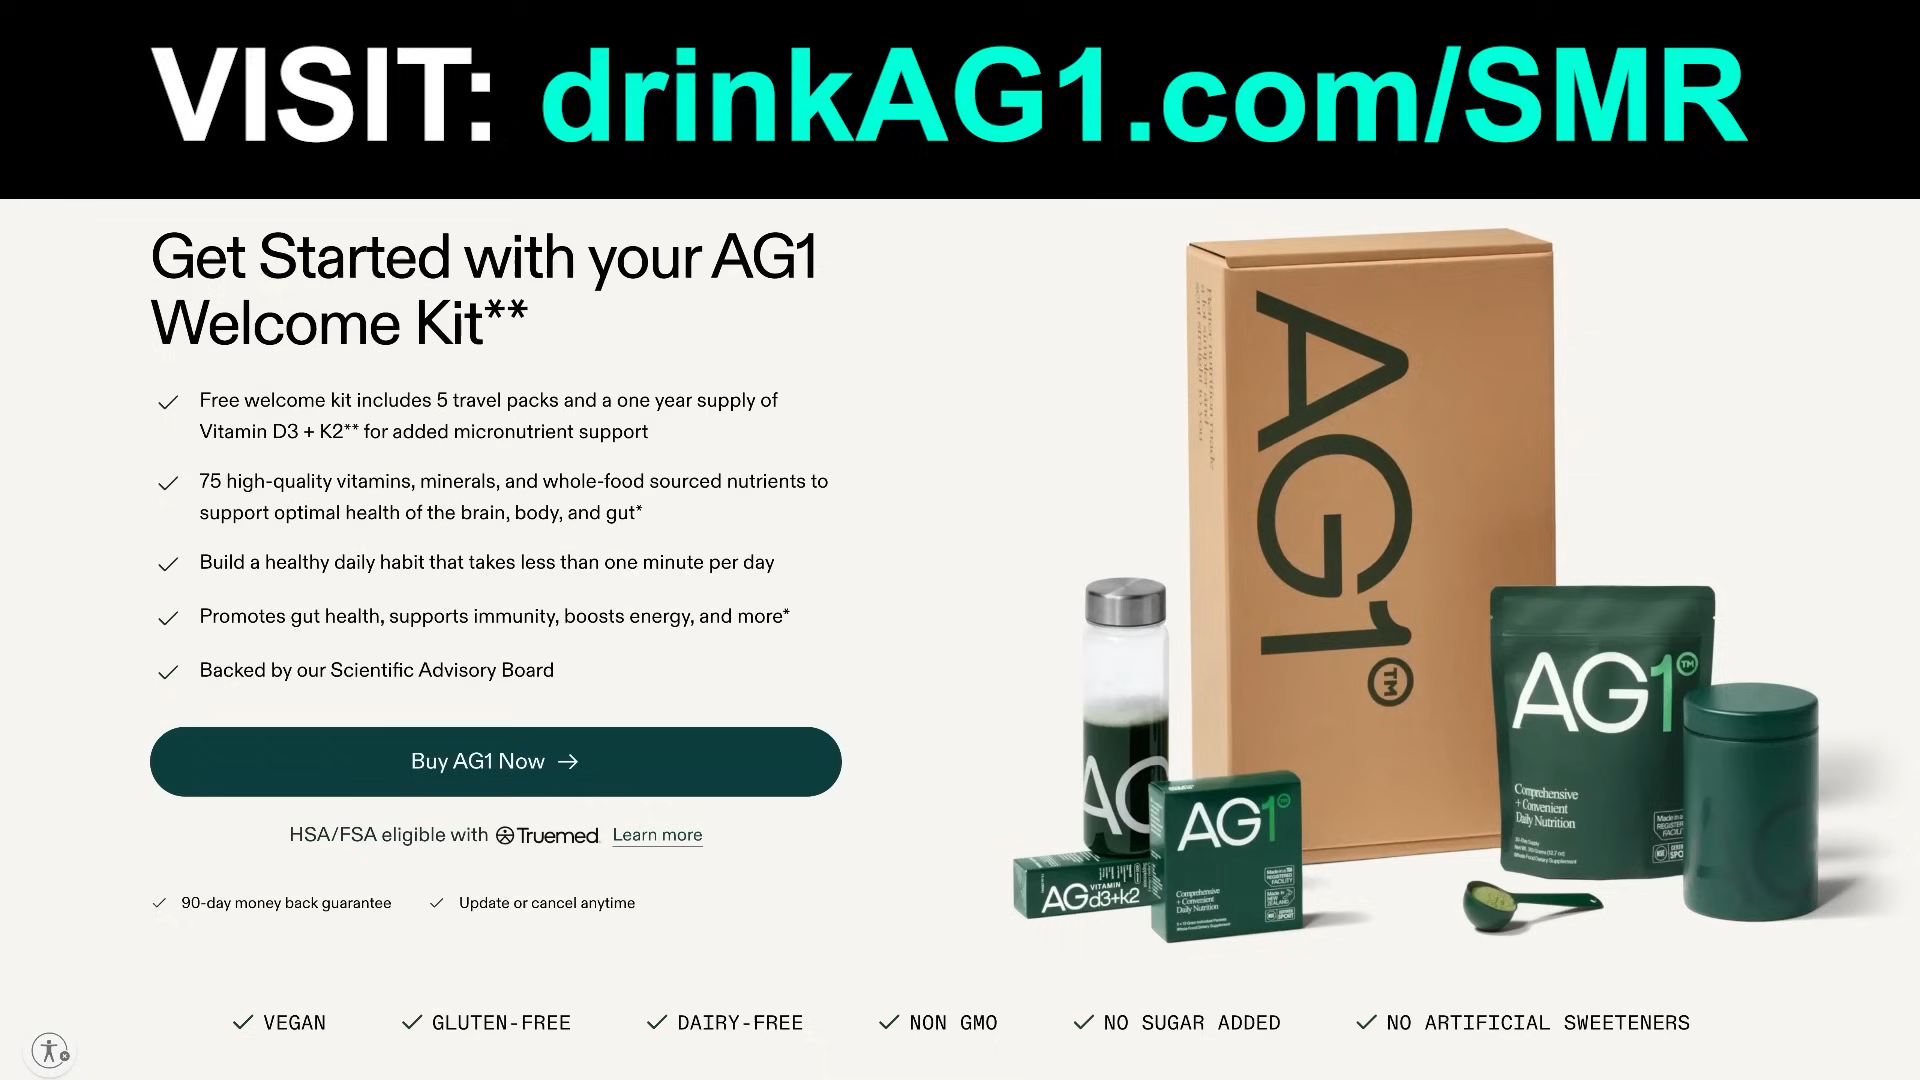 VISIT: drinkAG1.com/SMR
Get Started with your AG1
Welcome Kit**
Free welcome kit includes 5 travel packs and a one year supply of
Vitamin D3 + K2** for added micronutrient support
75 high-quality vitamins, minerals, and whole-food sourced nutrients to
support optimal health of the brain, body, and gut*
Build a healthy daily habit that takes less than one minute per day
Promotes gut health, supports immunity, boosts energy, and more*
Backed by our Scientific Advisory Board
Buy AG1 Now →
HSA/FSA eligible with Truemed Learn more
90-day money back guarantee
Update or cancel anytime
AG1™
AG1™
Comprehensive
+ Convenient
Daily Nutrition
AG
AG1
Comprehensive
+ Convenient
Daily Nutrition
AG VITAMIN
d3+k2
VEGAN
GLUTEN-FREE
DAIRY-FREE
NON GMO
NO SUGAR ADDED
NO ARTIFICIAL SWEETENERS